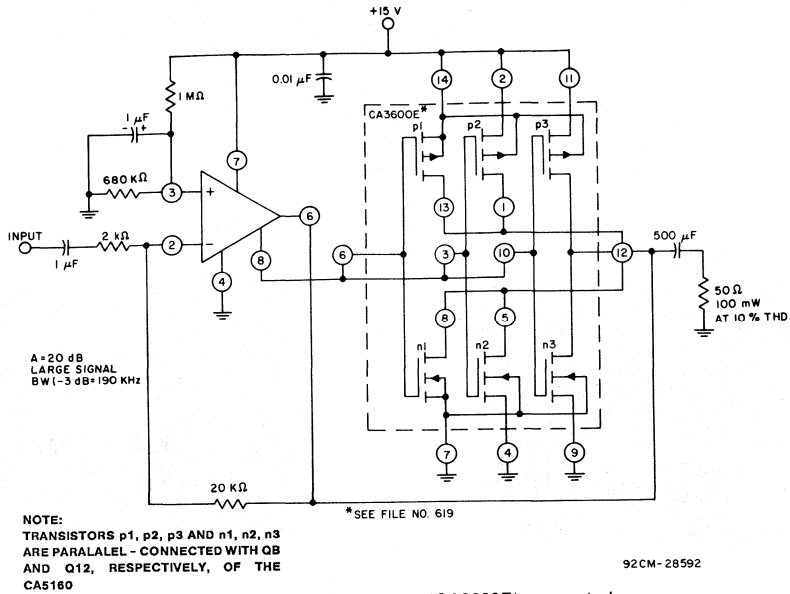 +15 V
0.01 µF
14
2
11
1 MΩ
CA3600E*
1 µF
- +
p1
p2
p3
7
680 KΩ
3
+
13
1
6
500 µF
INPUT
2 kΩ
2
-
6
3
10
12
1 µF
4
8
50 Ω
100 mW
AT 10 % THD
8
5
n1
n2
n3
A = 20 dB
LARGE SIGNAL
BW (-3 dB = 190 KHz
7
4
9
20 KΩ
*SEE FILE NO. 619
NOTE:
TRANSISTORS p1, p2, p3 AND n1, n2, n3
ARE PARALALEL - CONNECTED WITH QB
AND Q12, RESPECTIVELY, OF THE
CA5160
92CM-28592